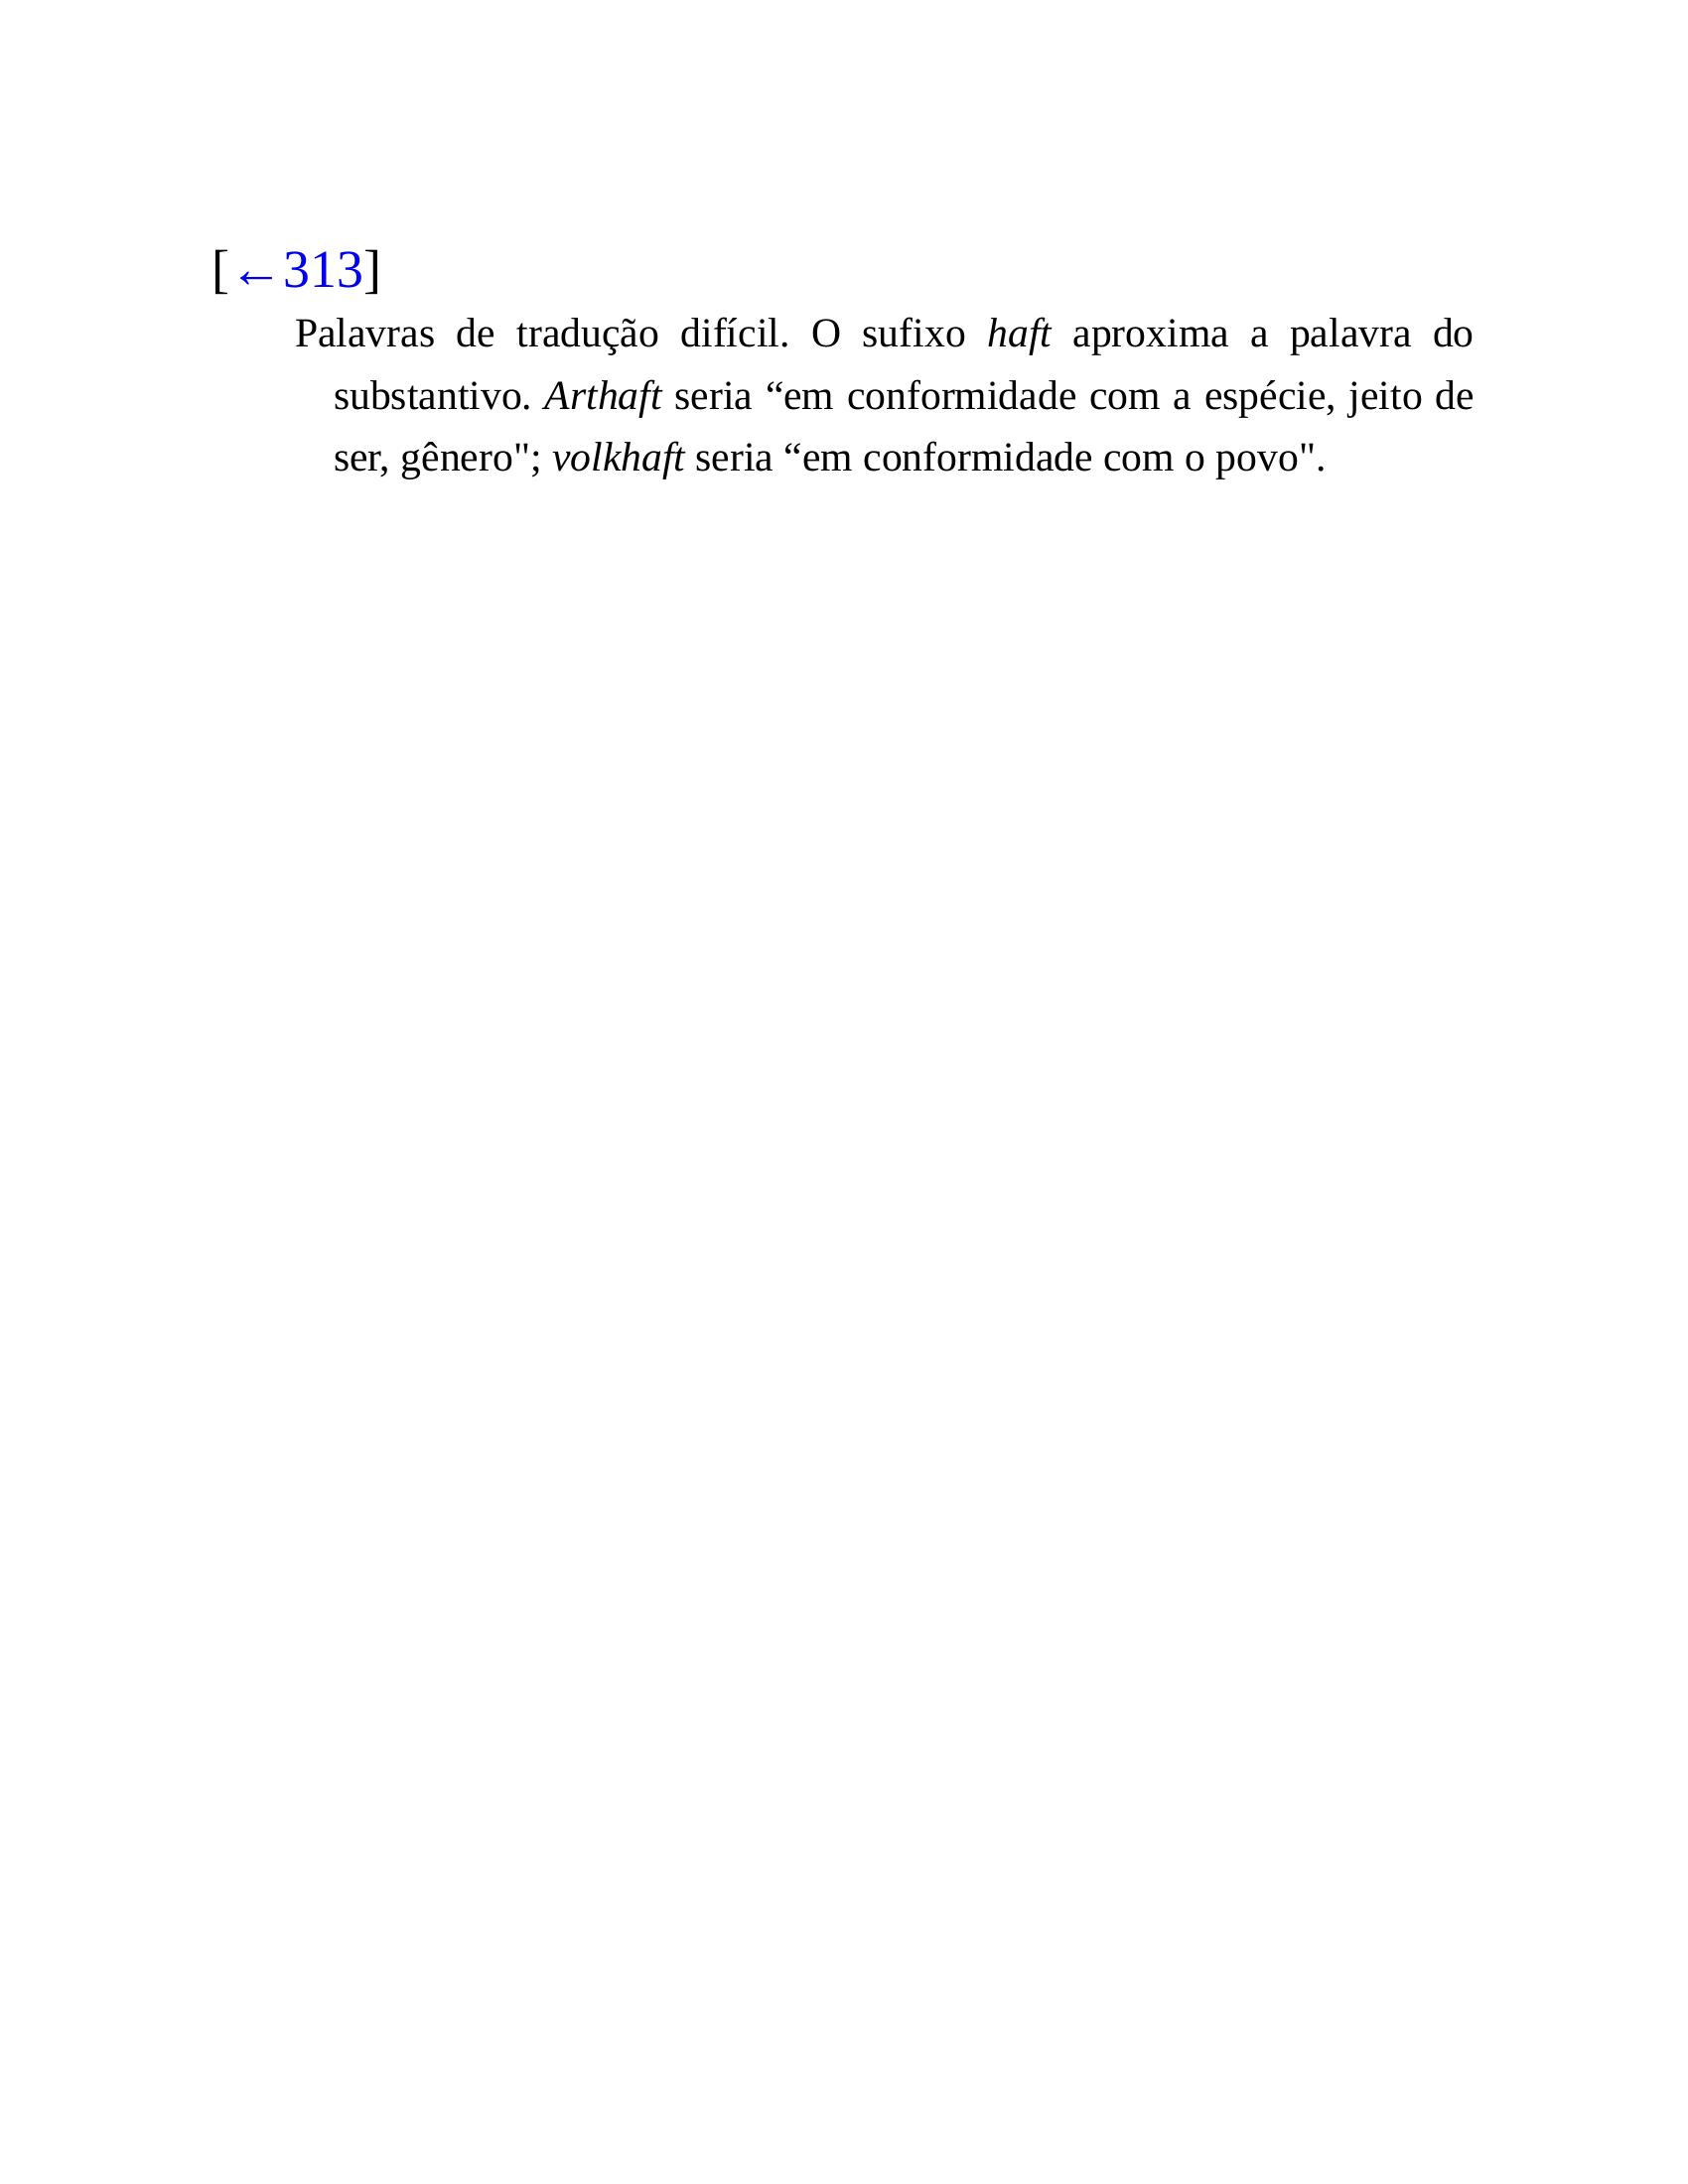 [←313]
Palavras de tradução difícil. O sufixo haft aproxima a palavra do
substantivo. Arthaft seria “em conformidade com a espécie, jeito de
ser, gênero"; volkhaft seria “em conformidade com o povo".